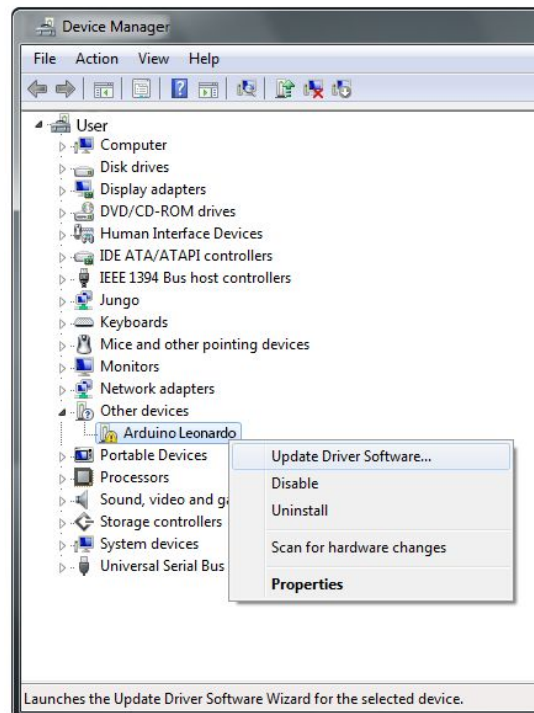 Device Manager
File Action View Help
User
Computer
Disk drives
Display adapters
DVD/CD-ROM drives
Human Interface Devices
IDE ATA/ATAPI controllers
IEEE 1394 Bus host controllers
Jungo
Keyboards
Mice and other pointing devices
Monitors
Network adapters
Other devices
Arduino Leonardo
Update Driver Software...
Portable Devices
Disable
Processors
Uninstall
Sound, video and
Storage controllers
Scan for hardware changes
System devices
Universal Serial Bus
Properties
Launches the Update Driver Software Wizard for the selected device.